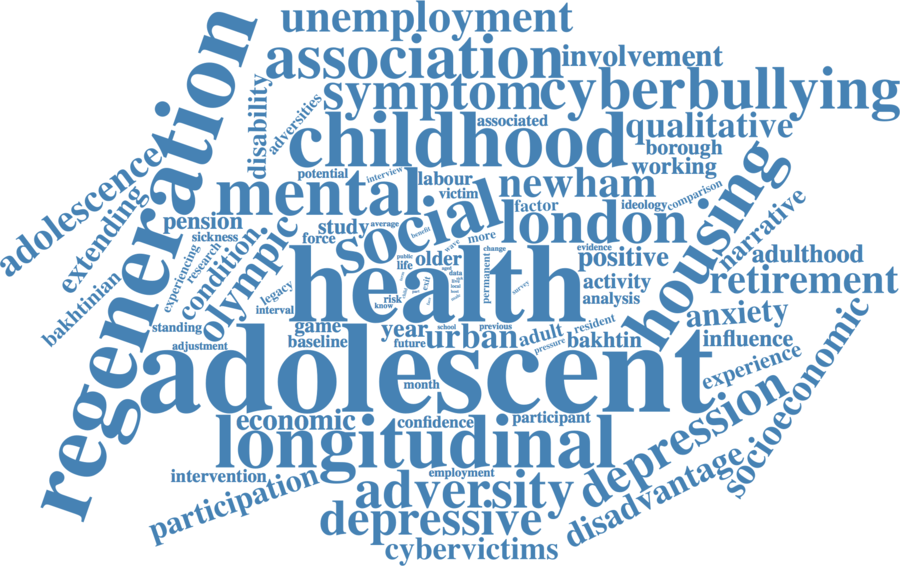 unemployment
association
involvement
symptom
cyberbullying
regeneration
disability
adversities
associated
childhood
qualitative
borough
working
adolescence
extending
bakhtinian
potential
interview
labour
victim
mental
newham
ideology
comparison
housing
narrative
pension
sickness
experiencing
research
condition
olympic
study
average
force
social
benefit
wave
more
factor
london
evidence
positive
adulthood
retirement
legacy
interval
public
life
older
data
exit
permanent
change
survey
health
activity
analysis
risk
know
standing
adjustment
game
baseline
year
future
school
previous
urban
adult
pressure
resident
bakhtin
anxiety
influence
experience
socioeconomic
adolescent
month
economic
confidence
participant
longitudinal
depression
disadvantage
intervention
participation
employment
adversity
depressive
cybervictims